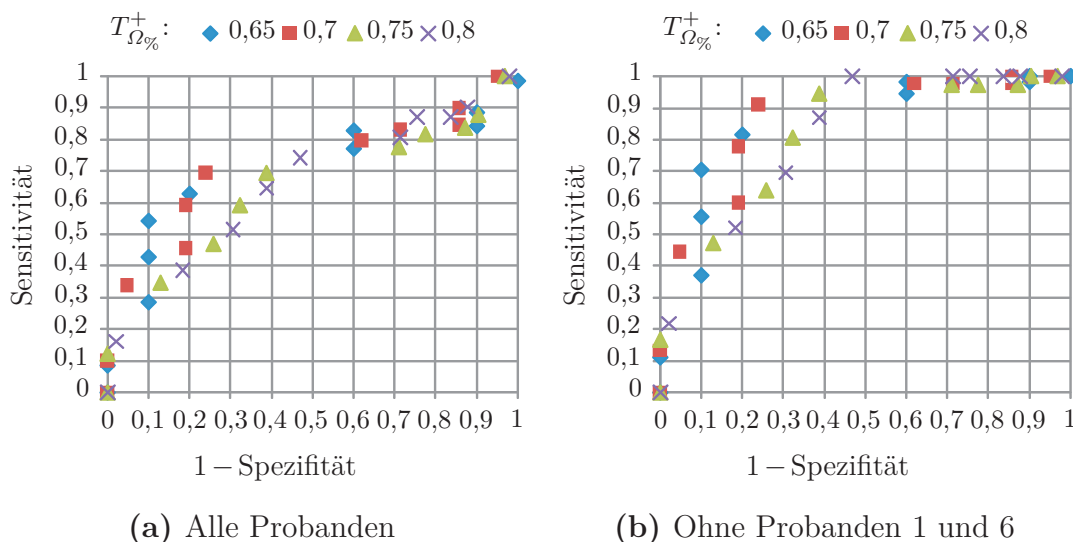 T⁺_Ω%: 0,65 0,7 0,75 0,8
1
0,9
0,8
0,7
0,6
0,5
0,4
0,3
0,2
0,1
0
Sensitivität
0 0,1 0,2 0,3 0,4 0,5 0,6 0,7 0,8 0,9 1
1 − Spezifität
(a) Alle Probanden
T⁺_Ω%: 0,65 0,7 0,75 0,8
1
0,9
0,8
0,7
0,6
0,5
0,4
0,3
0,2
0,1
0
Sensitivität
0 0,1 0,2 0,3 0,4 0,5 0,6 0,7 0,8 0,9 1
1 − Spezifität
(b) Ohne Probanden 1 und 6